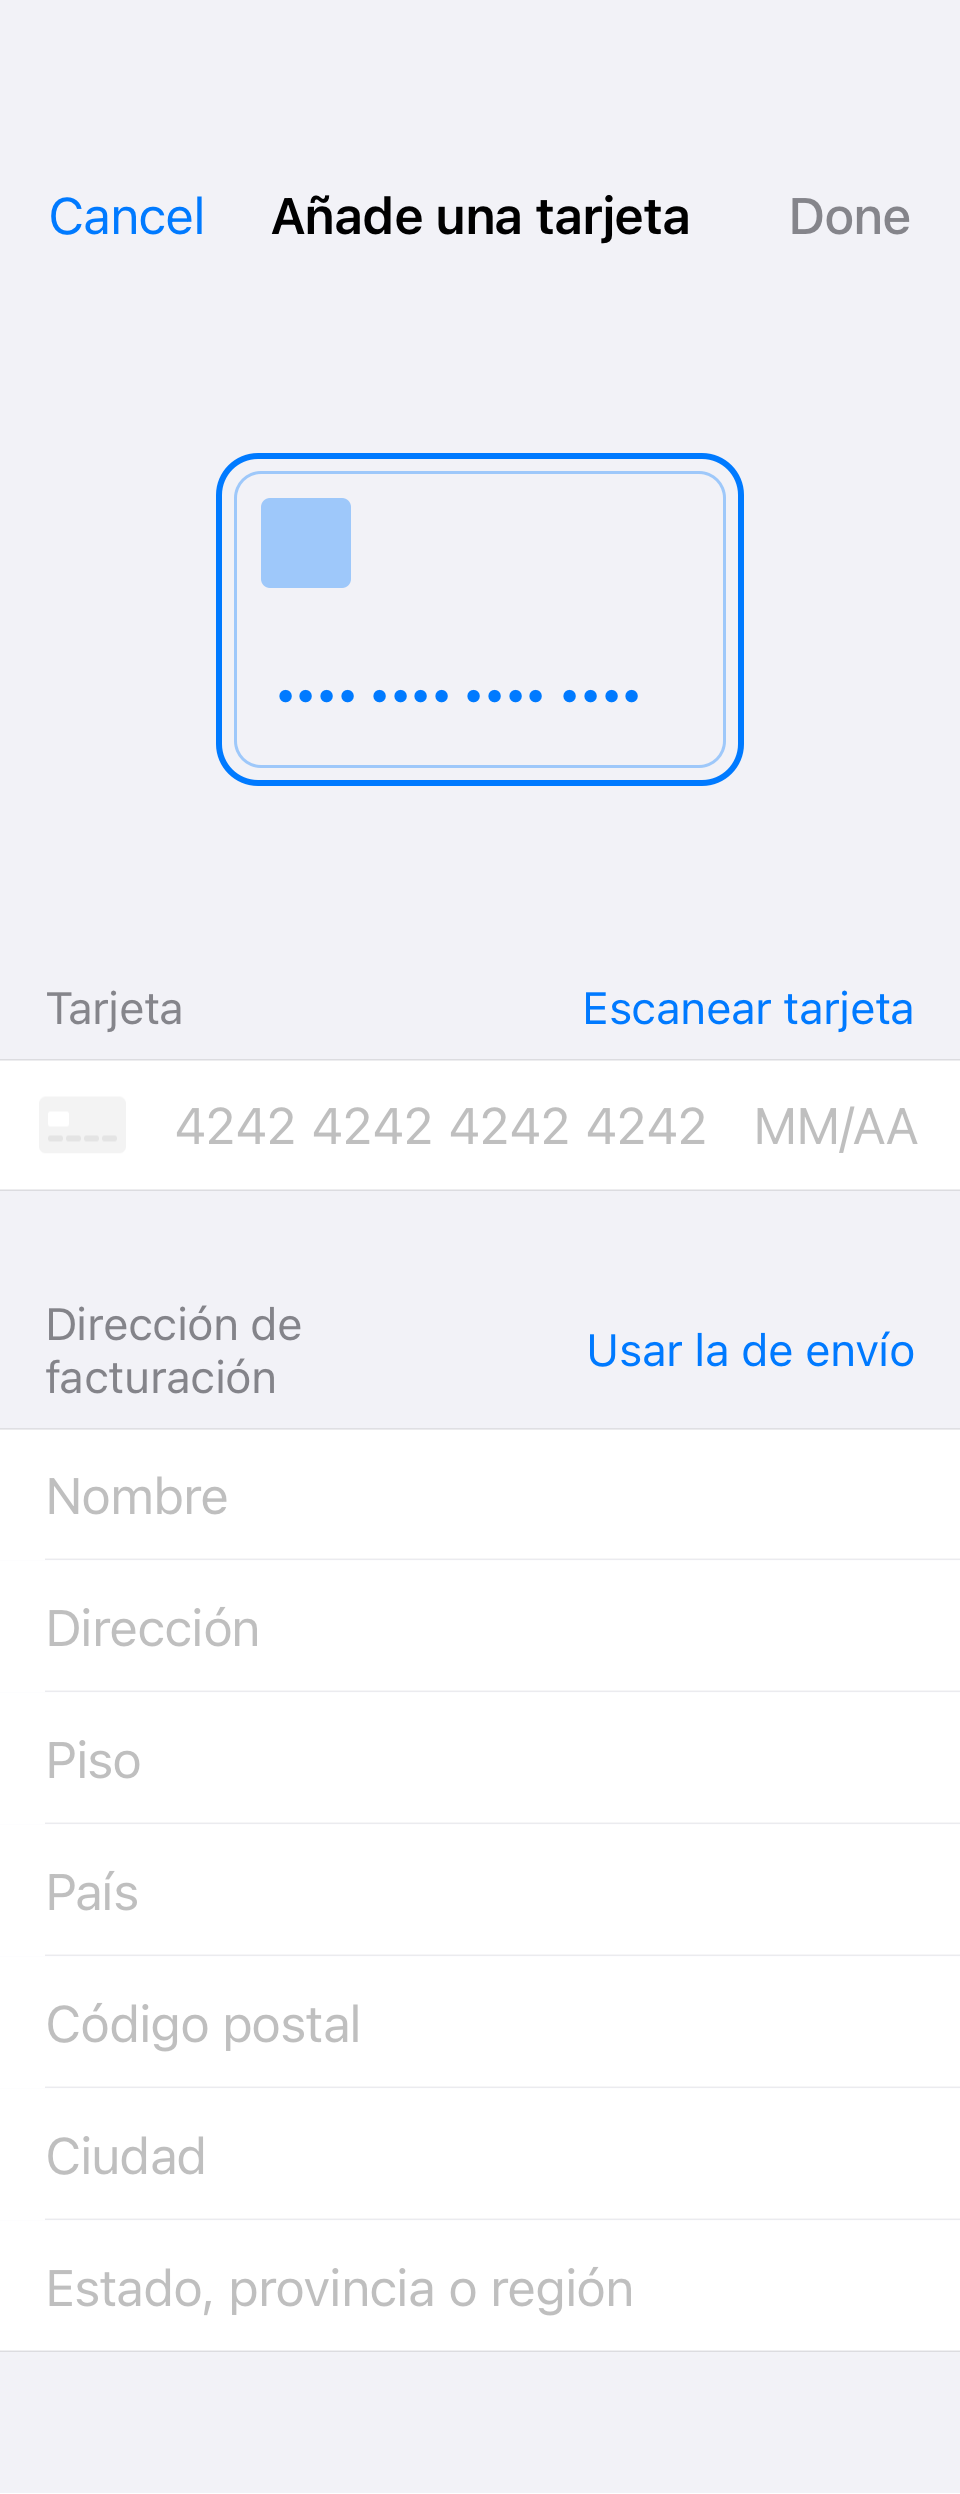 Cancel Añade una tarjeta Done
Tarjeta Escanear tarjeta
4242 4242 4242 4242 MM/AA
Dirección de
facturación
Usar la de envío
Nombre
Dirección
Piso
País
Código postal
Ciudad
Estado, provincia o región